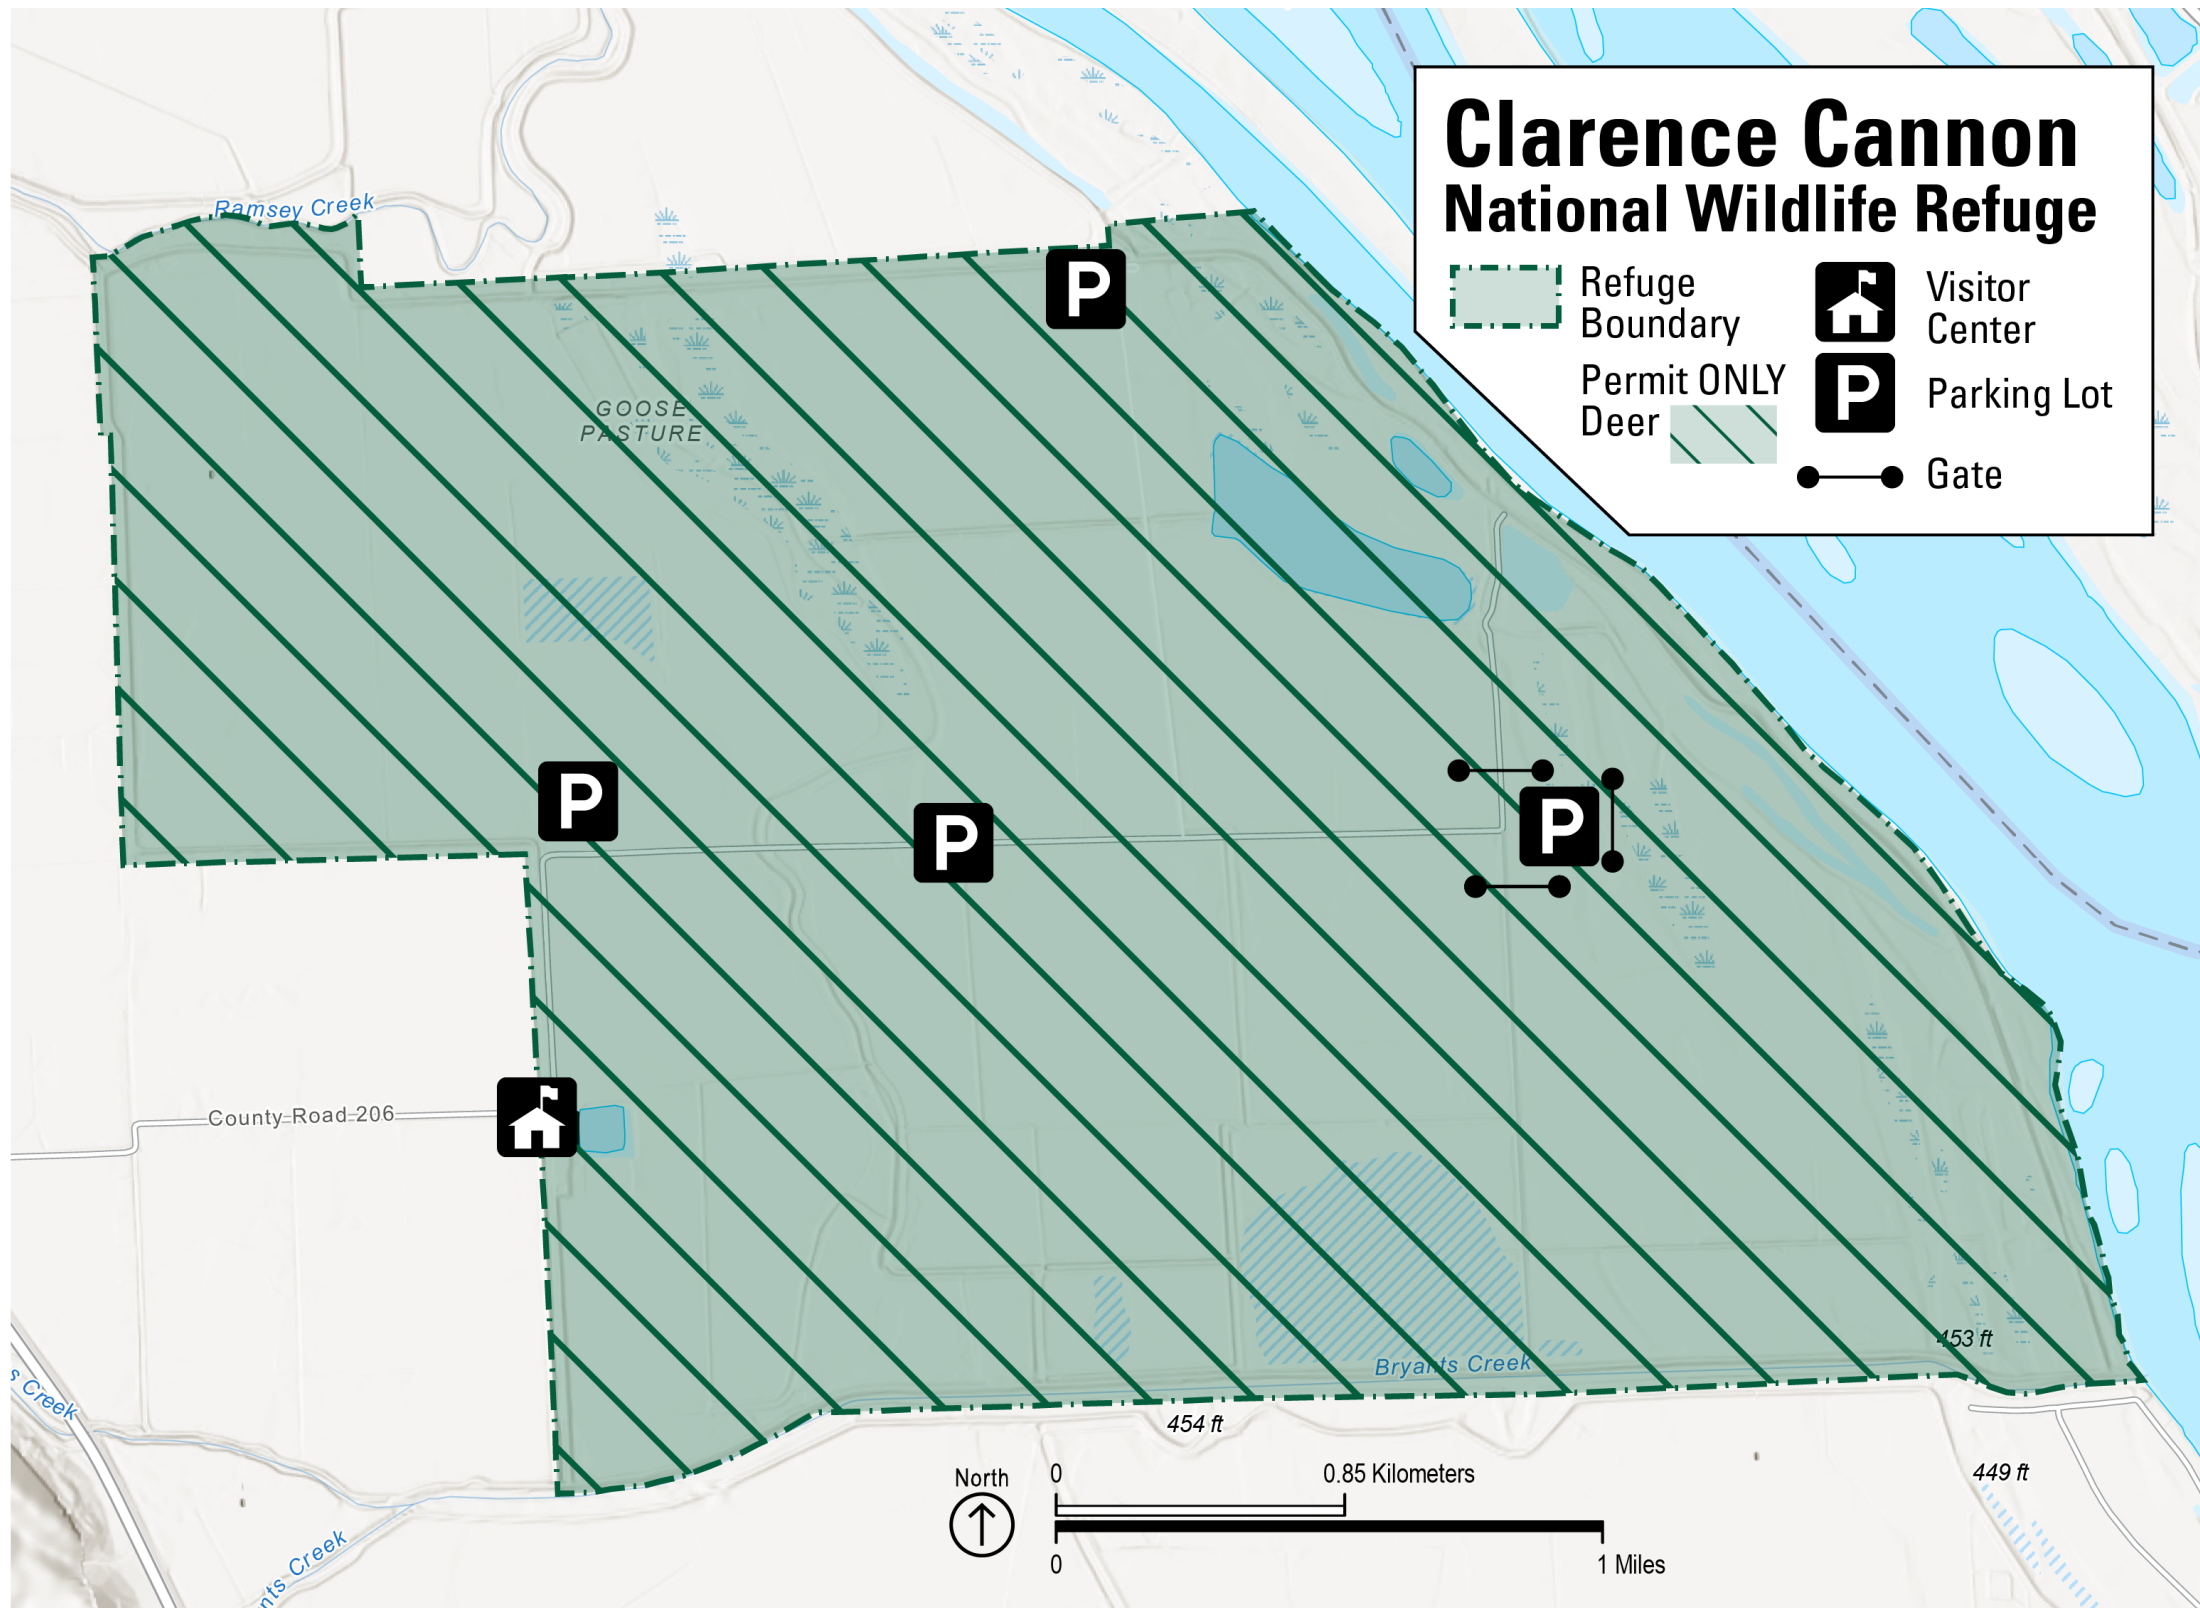 Clarence Cannon
National Wildlife Refuge
Refuge
Boundary
Permit ONLY
Deer
Visitor
Center
P
Parking Lot
Gate
Ramsey Creek
P
GOOSE
PASTURE
P
P
P
County Road 206
453 ft
Bryants Creek
s Creek
454 ft
449 ft
nts Creek
North
0
0.85 Kilometers
0
1 Miles